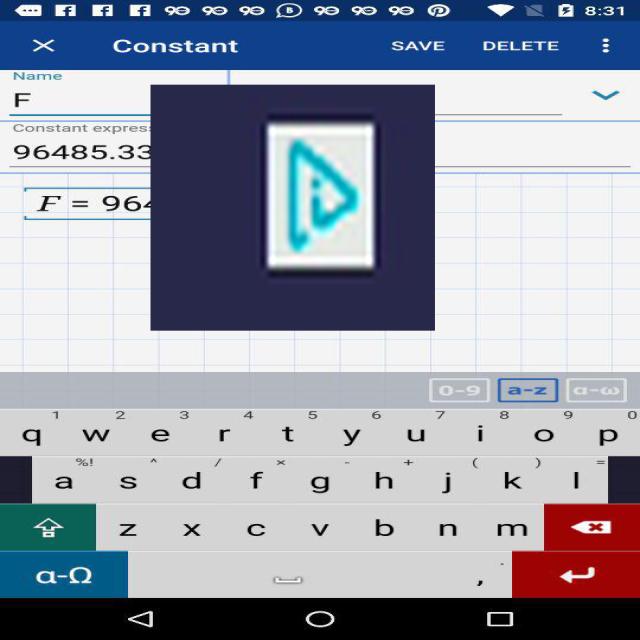 8:31
Constant SAVE DELETE
Name
F
Constant expres
96485.33
F = 964
0-9 a-z α-ω
1 2 3 4 5 6 7 8 9 0
q w e r t y u i o p
%! ^ / × - + ( ) =
a s d f g h j k l
z x c v b n m
α-Ω , .